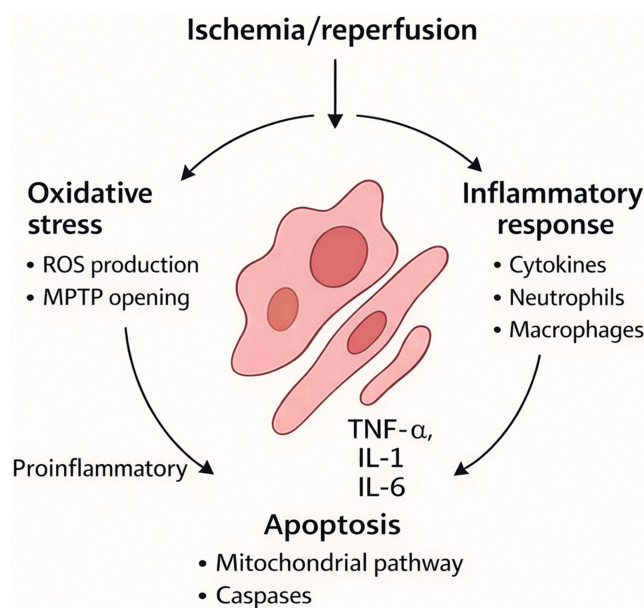 Ischemia/reperfusion
Oxidative
stress
• ROS production
• MPTP opening
Inflammatory
response
• Cytokines
• Neutrophils
• Macrophages
TNF-α,
IL-1
IL-6
Proinflammatory
Apoptosis
• Mitochondrial pathway
• Caspases